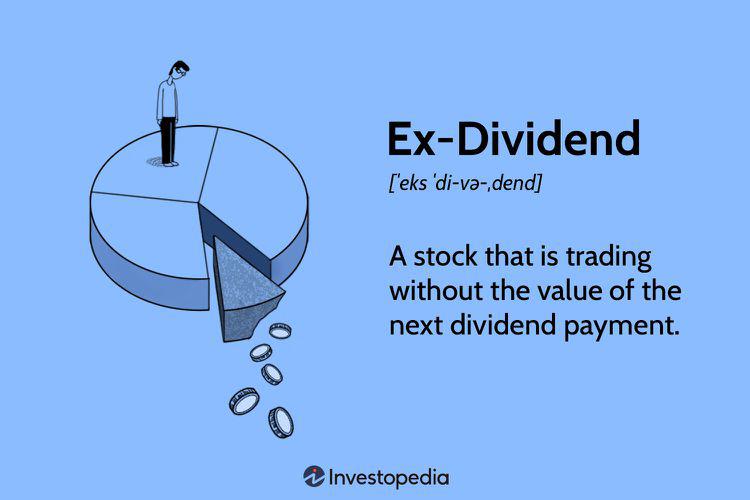 Ex-Dividend
[ˈeks ˈdi-və-ˌdend]
A stock that is trading
without the value of the
next dividend payment.
Investopedia